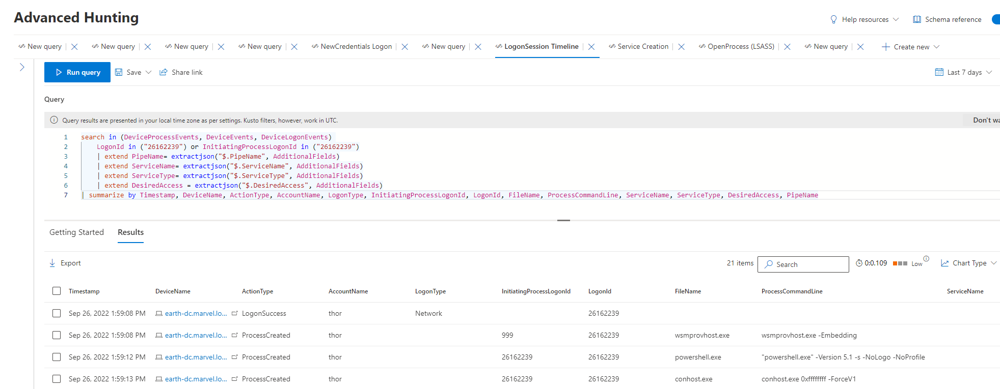 Advanced Hunting
Help resources Schema reference
New query New query New query New query NewCredentials Logon New query LogonSession Timeline Service Creation OpenProcess (LSASS) New query Create new
Run query Save Share link Last 7 days
Query
Query results are presented in your local time zone as per settings. Kusto filters, however, work in UTC. Don't wa
1 search in (DeviceProcessEvents, DeviceEvents, DeviceLogonEvents)
2 LogonId in ("26162239") or InitiatingProcessLogonId in ("26162239")
3 | extend PipeName= extractjson("$.PipeName", AdditionalFields)
4 | extend ServiceName= extractjson("$.ServiceName", AdditionalFields)
5 | extend ServiceType= extractjson("$.ServiceType", AdditionalFields)
6 | extend DesiredAccess = extractjson("$.DesiredAccess", AdditionalFields)
7 | summarize by Timestamp, DeviceName, ActionType, AccountName, LogonType, InitiatingProcessLogonId, LogonId, FileName, ProcessCommandLine, ServiceName, ServiceType, DesiredAccess, PipeName
Getting Started Results
Export 21 items Search 0:0.109 Low Chart Type
Timestamp DeviceName ActionType AccountName LogonType InitiatingProcessLogonId LogonId FileName ProcessCommandLine ServiceName
Sep 26, 2022 1:59:08 PM earth-dc.marvel.lo... LogonSuccess thor Network 26162239
Sep 26, 2022 1:59:08 PM earth-dc.marvel.lo... ProcessCreated thor 999 26162239 wsmprovhost.exe wsmprovhost.exe -Embedding
Sep 26, 2022 1:59:12 PM earth-dc.marvel.lo... ProcessCreated thor 26162239 26162239 powershell.exe "powershell.exe" -Version 5.1 -s -NoLogo -NoProfile
Sep 26, 2022 1:59:13 PM earth-dc.marvel.lo... ProcessCreated thor 26162239 26162239 conhost.exe conhost.exe 0xffffffff -ForceV1